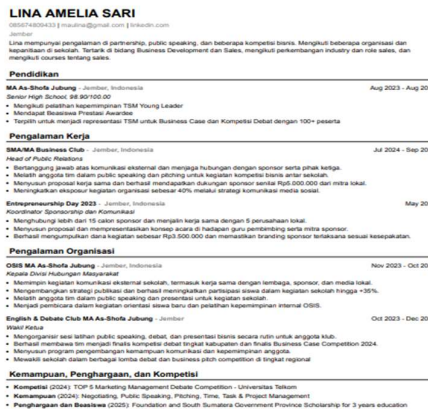 LINA AMELIA SARI
085674809433 | maulina@gmail.com | linkedin.com
Jember
Lina mempunyai pengalaman di partnership, public speaking, dan beberapa kompetisi bisnis. Mengikuti beberapa organisasi dan
kepanitiaan di sekolah. Tertarik di bidang Business Development dan Sales, mengikuti perkembangan industry dan role sales, dan
mengikuti courses tentang sales.
Pendidikan
MA As-Shofa Jubung - Jember, Indonesia Aug 2023 - Aug 20
Senior High School, 98.90/100.00
• Mengikuti pelatihan kepemimpinan TSM Young Leader
• Mendapat Beasiswa Prestasi Awardee
• Terpilih untuk menjadi representasi TSM untuk Business Case dan Kompetisi Debat dengan 100+ peserta
Pengalaman Kerja
SMA/MA Business Club - Jember, Indonesia Jul 2024 - Sep 20
Head of Public Relations
• Bertanggung jawab atas komunikasi eksternal dan menjaga hubungan dengan sponsor serta pihak ketiga.
• Melatih anggota tim dalam public speaking dan pitching untuk kegiatan kompetisi bisnis antar sekolah.
• Menyusun proposal kerja sama dan berhasil mendapatkan dukungan sponsor senilai Rp5.000.000 dari mitra lokal.
• Meningkatkan eksposur kegiatan organisasi sebesar 40% melalui strategi komunikasi media sosial.
Entrepreneurship Day 2023 - Jember, Indonesia May 20
Koordinator Sponsorship dan Komunikasi
• Menghubungi lebih dari 15 calon sponsor dan menjalin kerja sama dengan 5 perusahaan lokal.
• Menyusun proposal dan mempresentasikan konsep acara di hadapan guru pembimbing serta mitra sponsor.
• Berhasil mengumpulkan dana kegiatan sebesar Rp3.500.000 dan memastikan branding sponsor terlaksana sesuai kesepakatan.
Pengalaman Organisasi
OSIS MA As-Shofa Jubung - Jember, Indonesia Nov 2023 - Oct 20
Kepala Divisi Hubungan Masyarakat
• Memimpin kegiatan komunikasi eksternal sekolah, termasuk kerja sama dengan lembaga, sponsor, dan media lokal.
• Mengembangkan strategi publikasi dan berhasil meningkatkan partisipasi siswa dalam kegiatan sekolah hingga +35%.
• Melatih anggota tim dalam public speaking dan presentasi untuk kegiatan sekolah.
• Menjadi pembicara dalam kegiatan orientasi siswa baru dan pelatihan kepemimpinan internal OSIS.
English & Debate Club MA As-Shofa Jubung - Jember Oct 2023 - Dec 20
Wakil Ketua
• Mengorganisir sesi latihan public speaking, debat, dan presentasi bisnis secara rutin untuk anggota klub.
• Berhasil membawa tim menjadi finalis kompetisi debat tingkat kabupaten dan finalis Business Case Competition 2024.
• Menyusun program pengembangan kemampuan komunikasi dan kepemimpinan anggota.
• Mewakili sekolah dalam berbagai lomba debat dan business pitch competition di tingkat regional
Kemampuan, Penghargaan, dan Kompetisi
• Kompetisi (2024): TOP 5 Marketing Management Debate Competition - Universitas Telkom
• Kemampuan (2024): Negotiating, Public Speaking, Pitching, Time, Task & Project Management
• Penghargaan dan Beasiswa (2025): Foundation and South Sumatera Government Province Scholarship for 3 years education